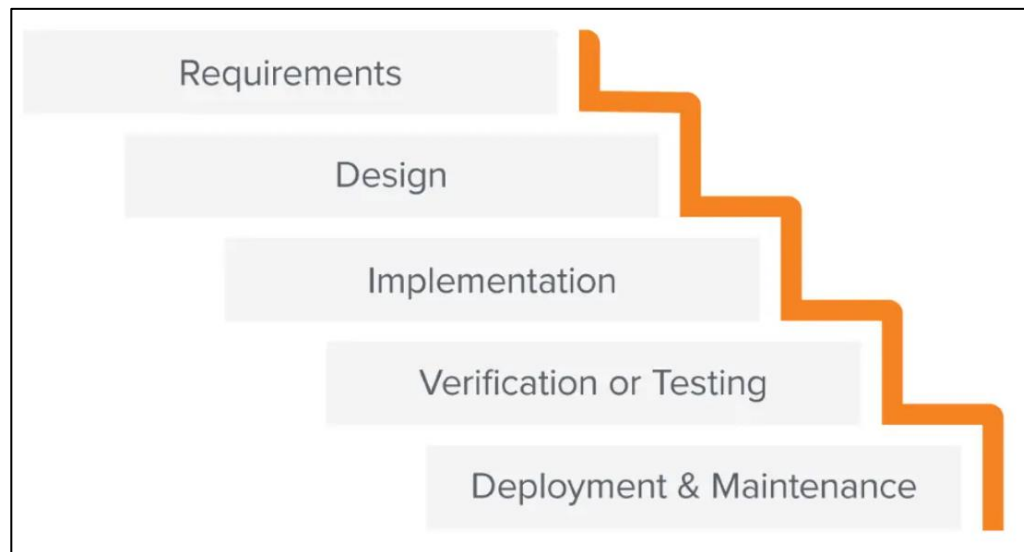 Requirements
Design
Implementation
Verification or Testing
Deployment & Maintenance